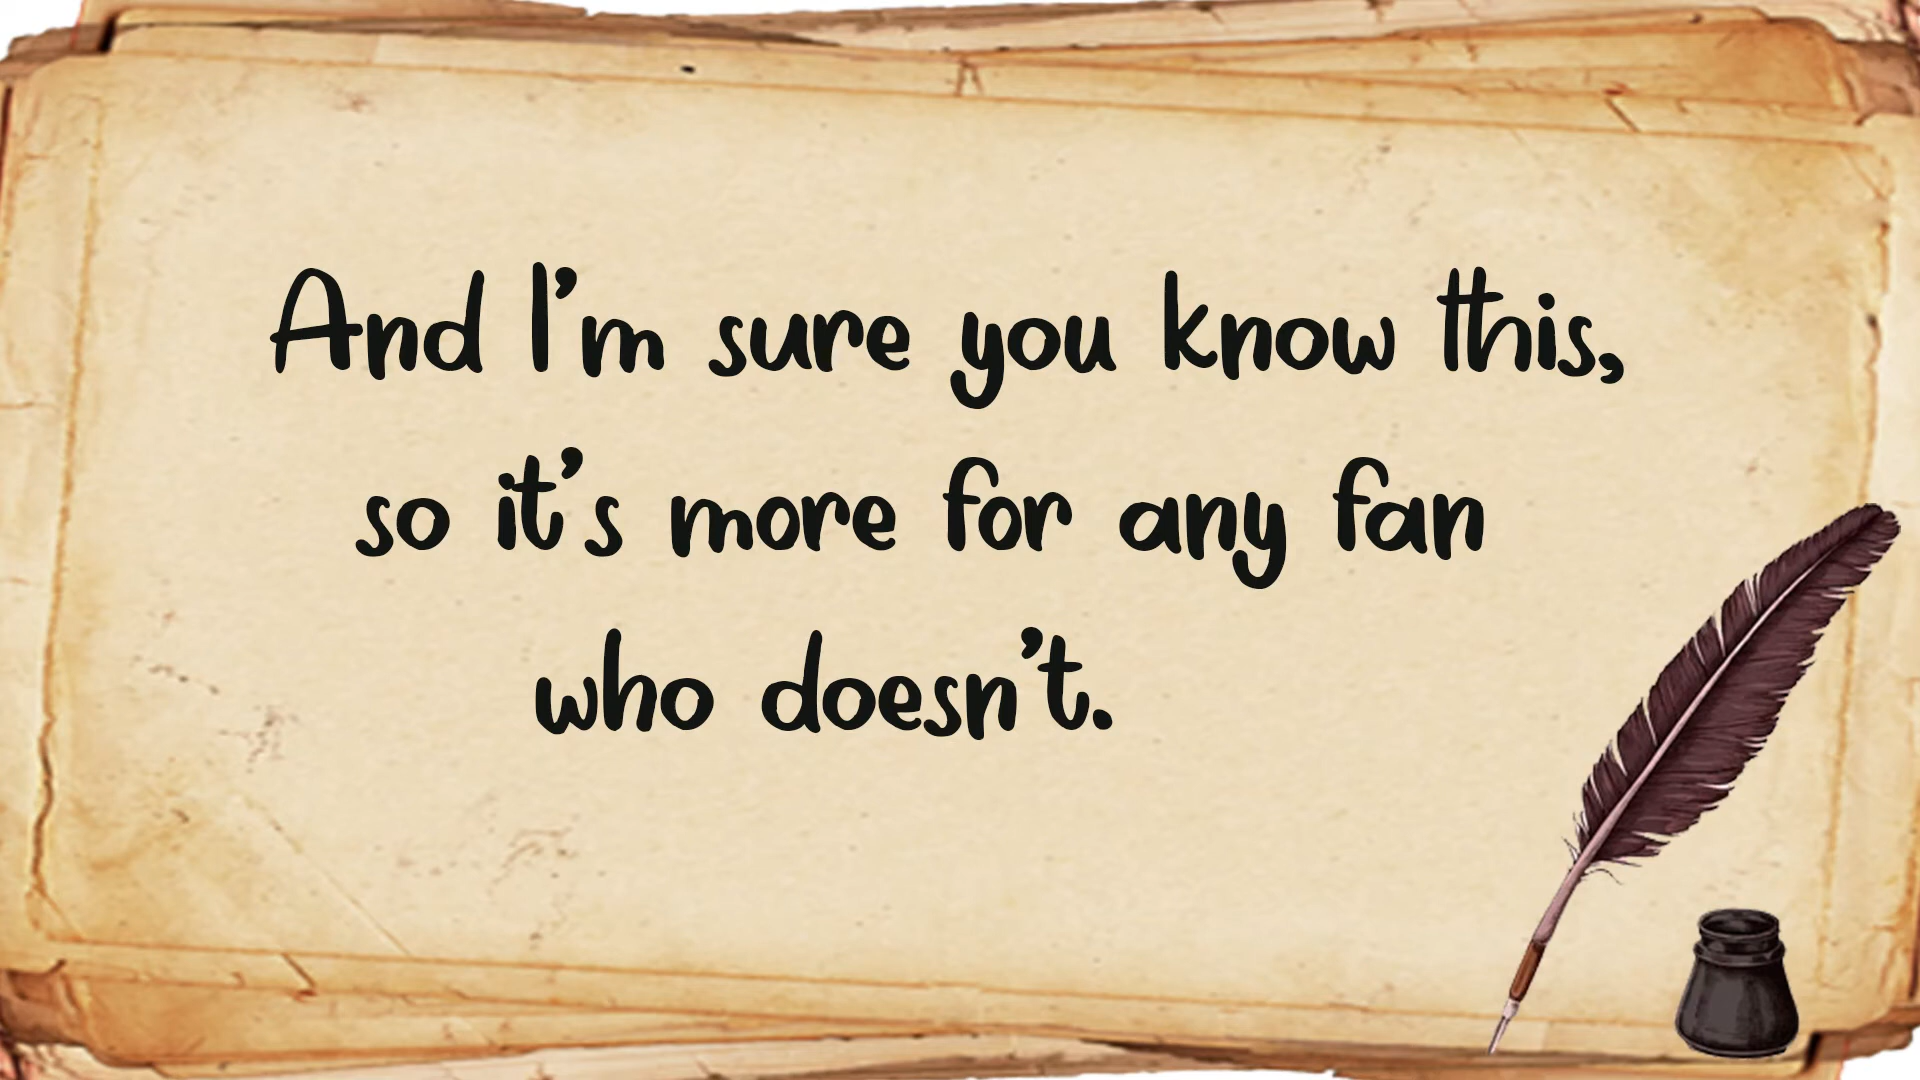 And I'm sure you know this,
so it's more for any fan
who doesn't.